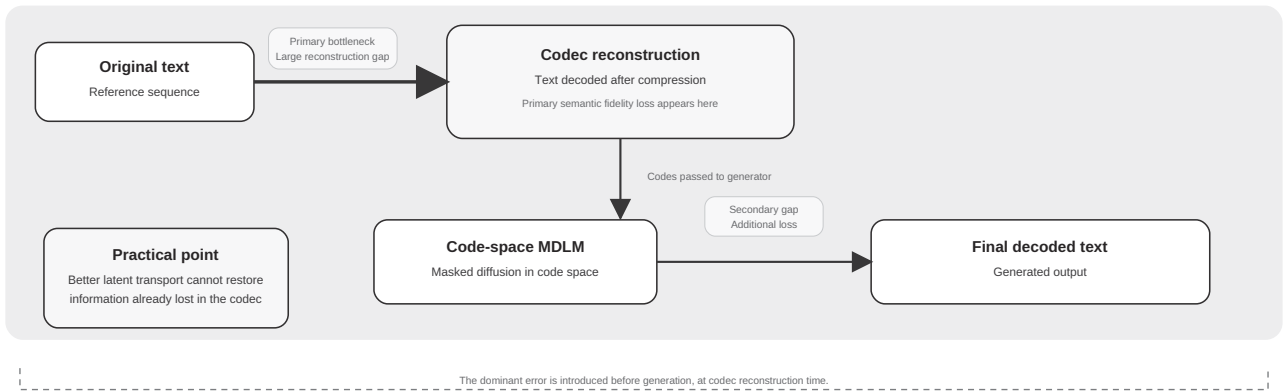 Original text
Reference sequence
Primary bottleneck
Large reconstruction gap
Codec reconstruction
Text decoded after compression
Primary semantic fidelity loss appears here
Codes passed to generator
Practical point
Better latent transport cannot restore
information already lost in the codec
Code-space MDLM
Masked diffusion in code space
Secondary gap
Additional loss
Final decoded text
Generated output
The dominant error is introduced before generation, at codec reconstruction time.